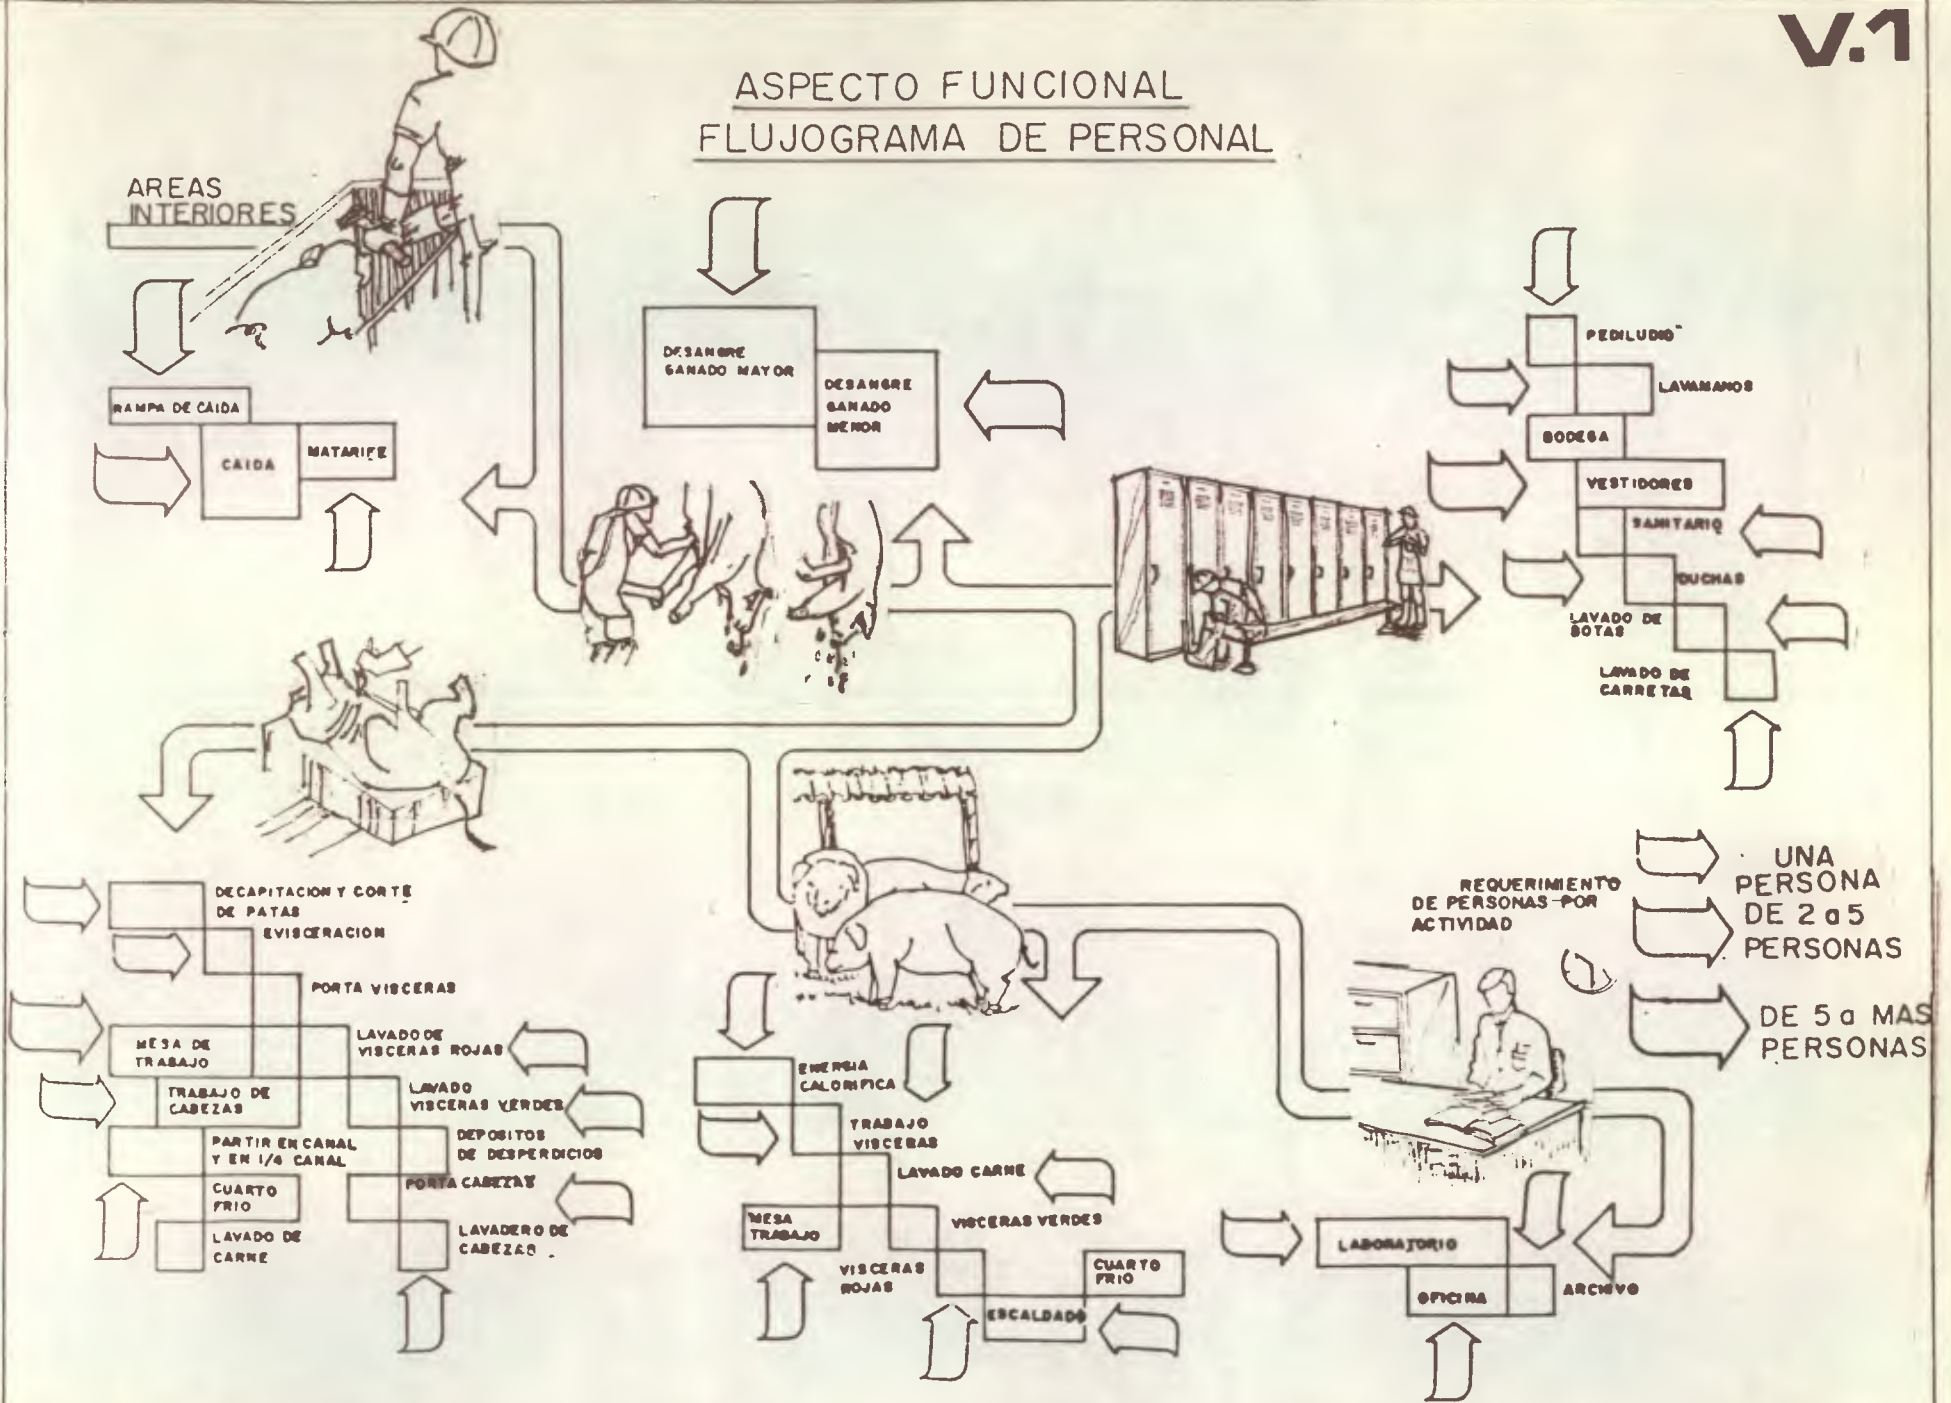 V.1
ASPECTO FUNCIONAL
FLUJOGRAMA DE PERSONAL
AREAS
INTERIORES
RAMPA DE CAIDA
CAIDA
MATARIFE
DESANGRE
GANADO MAYOR
DESANGRE
GANADO
MENOR
PEDILUDIO
LAVAMANOS
BODEGA
VESTIDORES
SANITARIO
DUCHAS
LAVADO DE
BOTAS
LAVADO DE
CARRETAS
DECAPITACION Y CORTE
DE PATAS
EVISCERACION
PORTA VISCERAS
MESA DE
TRABAJO
LAVADO DE
VISCERAS ROJAS
TRABAJO DE
CABEZAS
LAVADO
VISCERAS VERDES
PARTIR EN CANAL
Y EN 1/4 CANAL
DEPOSITOS
DE DESPERDICIOS
CUARTO
FRIO
PORTA CABEZAS
LAVADO DE
CARNE
LAVADERO DE
CABEZAS
ENERGIA
CALORIFICA
TRABAJO
VISCERAS
LAVADO CARNE
MESA
TRABAJO
VISCERAS VERDES
VISCERAS
ROJAS
CUARTO
FRIO
ESCALDADO
REQUERIMIENTO
DE PERSONAS POR
ACTIVIDAD
UNA
PERSONA
DE 2 a 5
PERSONAS
DE 5 a MAS
PERSONAS
LABORATORIO
OFICINA
ARCHIVO